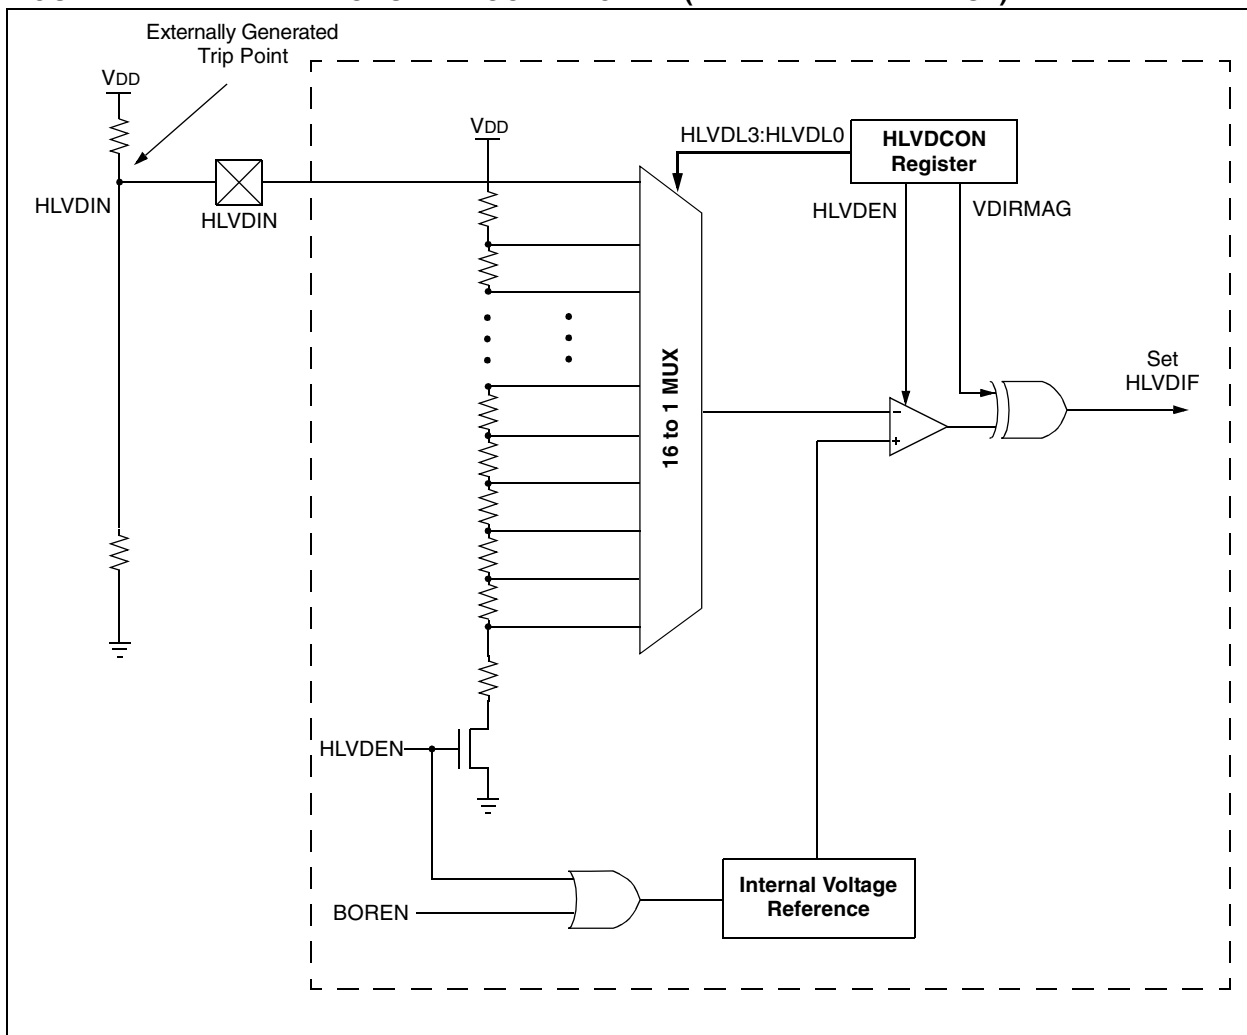 Externally Generated
Trip Point
VDD
VDD
HLVDL3:HLVDL0
HLVDCON
Register
HLVDIN
HLVDIN
HLVDEN
VDIRMAG
16 to 1 MUX
–
+
Set
HLVDIF
HLVDEN
BOREN
Internal Voltage
Reference